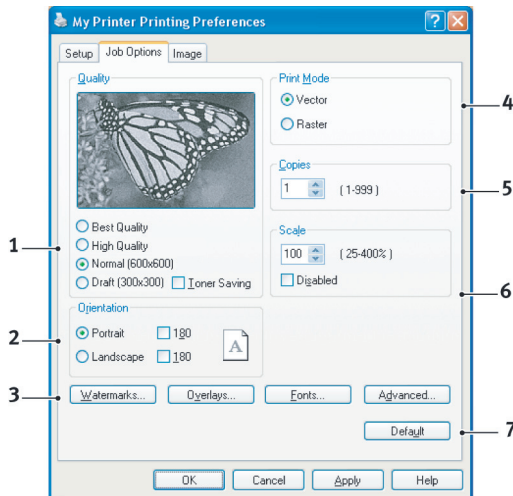 My Printer Printing Preferences
Setup Job Options Image
Quality
Best Quality
High Quality
Normal (600x600)
Draft (300x300) Toner Saving
Orientation
Portrait 180
Landscape 180
A
Print Mode
Vector
Raster
Copies
1 (1-999)
Scale
100 (25-400%)
Disabled
Watermarks... Overlays... Fonts... Advanced...
Default
OK Cancel Apply Help
1
2
3
4
5
6
7